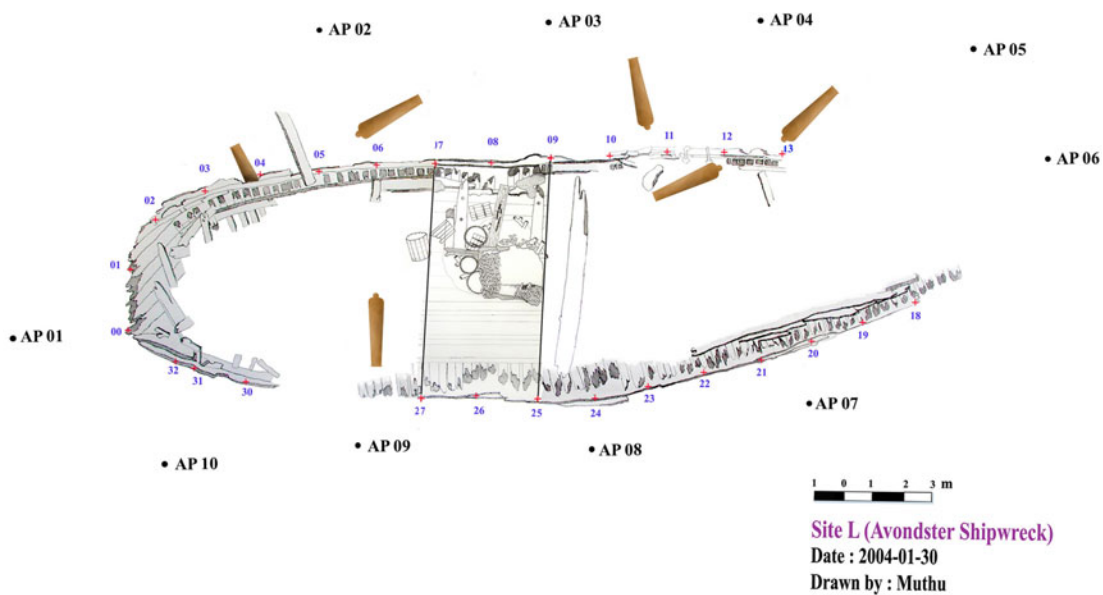 AP 02
AP 03
AP 04
AP 05
11
12
13
10
09
08
07
06
05
04
03
AP 06
02
01
00
AP 01
18
19
20
21
22
23
24
25
26
27
32
31
30
AP 07
AP 08
AP 09
AP 10
1 0 1 2 3 m
Site L (Avondster Shipwreck)
Date : 2004-01-30
Drawn by : Muthu